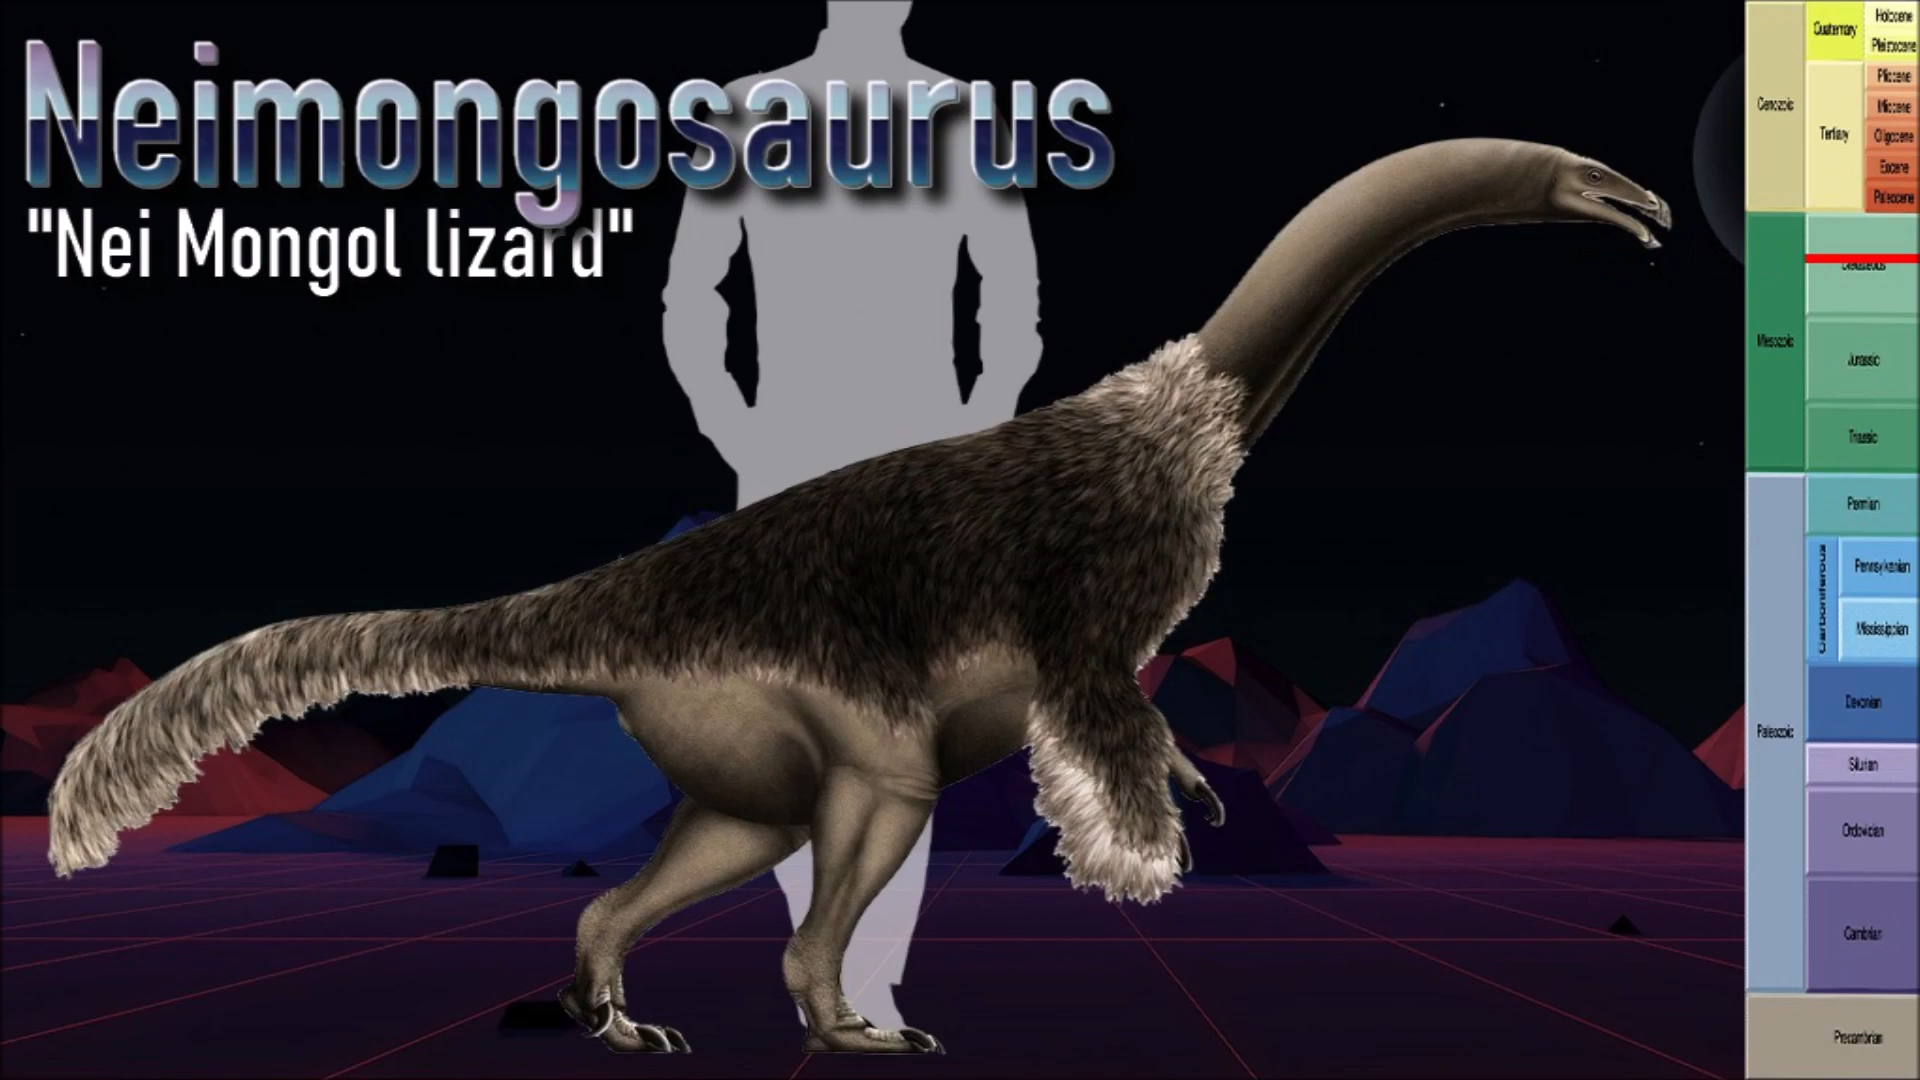 Neimongosaurus
"Nei Mongol lizard"
Holocene
Quaternary
Pleistocene
Pliocene
Cenozoic
Miocene
Tertiary
Oligocene
Eocene
Paleocene
Cretaceous
Mesozoic
Jurassic
Triassic
Permian
Carboniferous
Pennsylvanian
Mississippian
Devonian
Paleozoic
Silurian
Ordovician
Cambrian
Precambrian